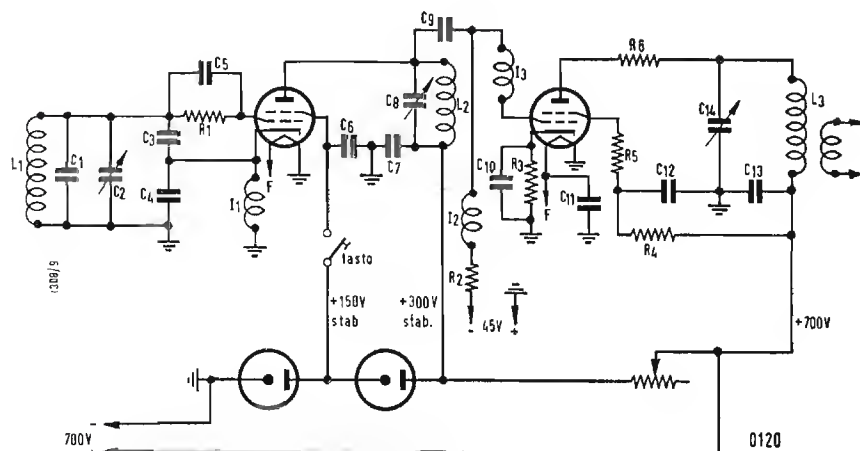 C9
C5
I3
R6
L3
C8
L2
C14
C3
R1
C6
C7
L1
C1
C2
C10
R3
R5
C12
C13
C4
F
I1
F
C11
I2
R4
tasto
R2
+150V
stab
+300V
stab.
-
45V
+
+700V
-
700V
0120